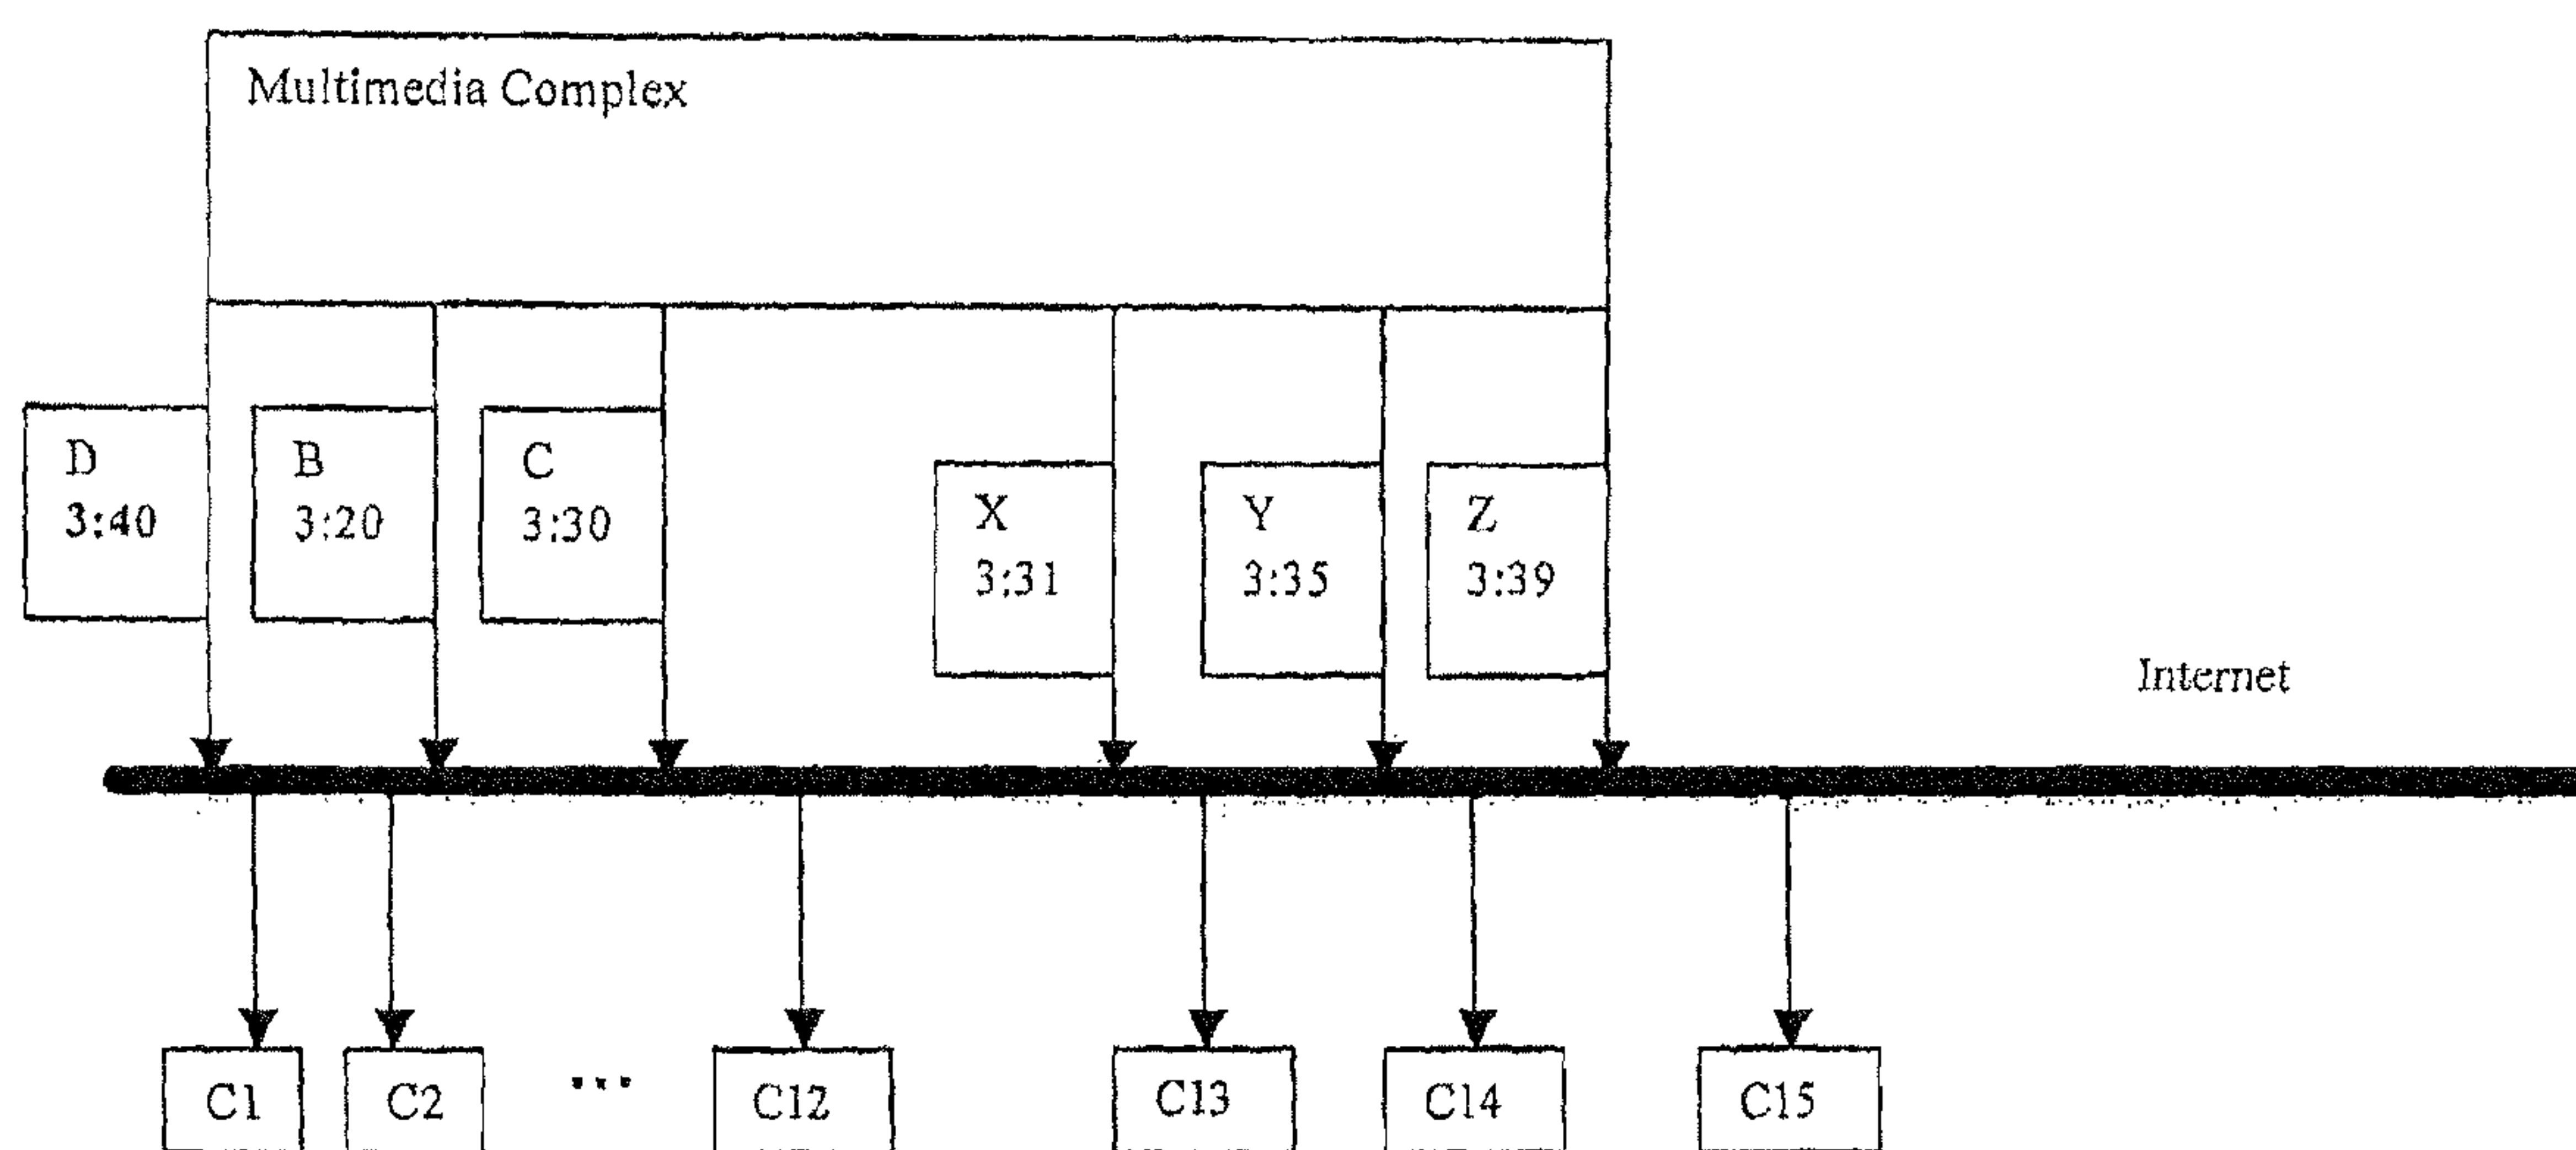 Multimedia Complex
D
3:40
B
3:20
C
3:30
X
3:31
Y
3:35
Z
3:39
Internet
C1
C2
...
C12
C13
C14
C15